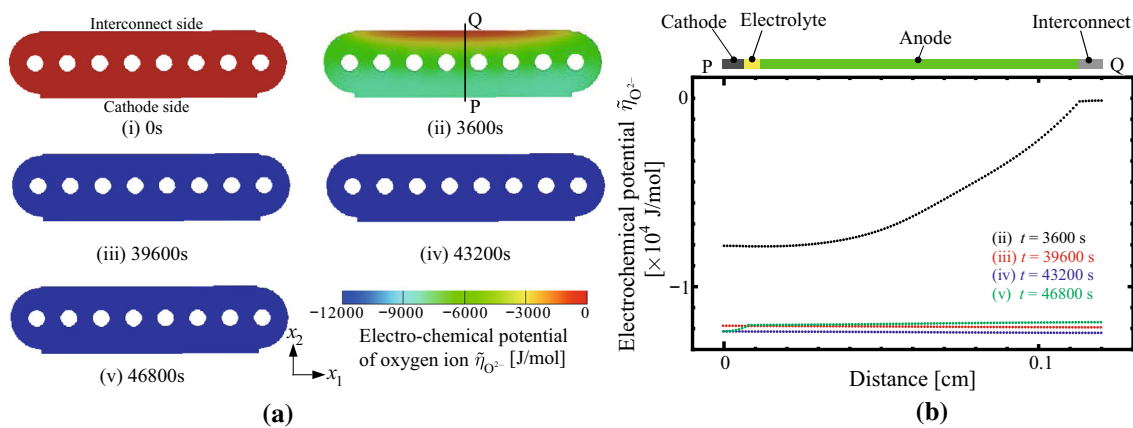 Interconnect side
Cathode side
(i) 0s
Q
P
(ii) 3600s
(iii) 39600s
(iv) 43200s
(v) 46800s
x₂
x₁
−12000 −9000 −6000 −3000 0
Electro-chemical potential
of oxygen ion η̃_O²⁻ [J/mol]
(a)
Cathode
Electrolyte
Anode
Interconnect
P
Q
Electrochemical potential η̃_O²⁻
[×10⁴ J/mol]
0
−1
(ii) t = 3600 s
(iii) t = 39600 s
(iv) t = 43200 s
(v) t = 46800 s
0 0.1
Distance [cm]
(b)